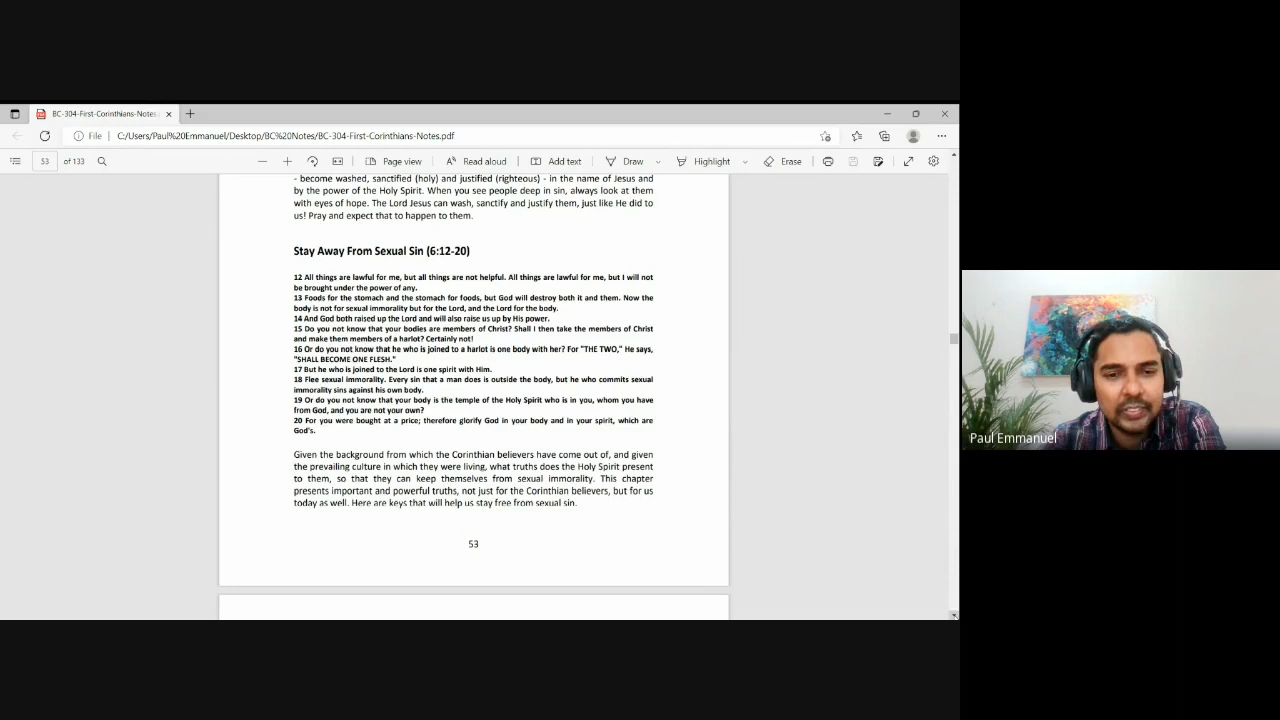 BC-304-First-Corinthians-Notes
File
C:/Users/Paul%20Emmanuel/Desktop/BC%20Notes/BC-304-First-Corinthians-Notes.pdf
53 of 133
Page view
Read aloud
Add text
Draw
Highlight
Erase
- become washed, sanctified (holy) and justified (righteous) - in the name of Jesus and
by the power of the Holy Spirit. When you see people deep in sin, always look at them
with eyes of hope. The Lord Jesus can wash, sanctify and justify them, just like He did to
us! Pray and expect that to happen to them.
Stay Away From Sexual Sin (6:12-20)
12 All things are lawful for me, but all things are not helpful. All things are lawful for me, but I will not
be brought under the power of any.
13 Foods for the stomach and the stomach for foods, but God will destroy both it and them. Now the
body is not for sexual immorality but for the Lord, and the Lord for the body.
14 And God both raised up the Lord and will also raise us up by His power.
15 Do you not know that your bodies are members of Christ? Shall I then take the members of Christ
and make them members of a harlot? Certainly not!
16 Or do you not know that he who is joined to a harlot is one body with her? For "THE TWO," He says,
"SHALL BECOME ONE FLESH."
17 But he who is joined to the Lord is one spirit with Him.
18 Flee sexual immorality. Every sin that a man does is outside the body, but he who commits sexual
immorality sins against his own body.
19 Or do you not know that your body is the temple of the Holy Spirit who is in you, whom you have
from God, and you are not your own?
20 For you were bought at a price; therefore glorify God in your body and in your spirit, which are
God's.
Given the background from which the Corinthian believers have come out of, and given
the prevailing culture in which they were living, what truths does the Holy Spirit present
to them, so that they can keep themselves from sexual immorality. This chapter
presents important and powerful truths, not just for the Corinthian believers, but for us
today as well. Here are keys that will help us stay free from sexual sin.
53
Paul Emmanuel